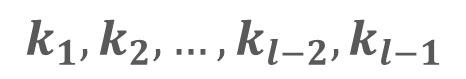 k₁, k₂, …, kₗ₋₂, kₗ₋₁